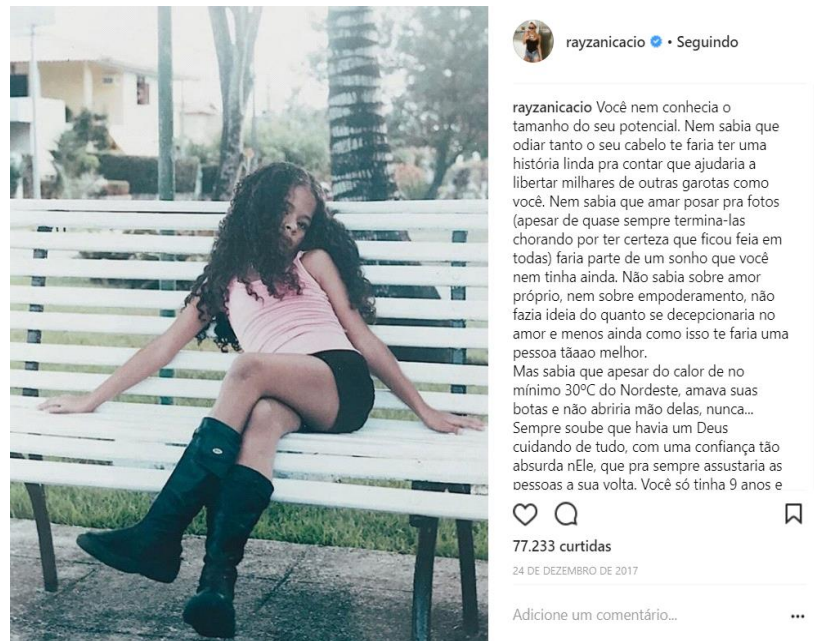 rayzanicacio • Seguindo
rayzanicacio Você nem conhecia o
tamanho do seu potencial. Nem sabia que
odiar tanto o seu cabelo te faria ter uma
história linda pra contar que ajudaria a
libertar milhares de outras garotas como
você. Nem sabia que amar posar pra fotos
(apesar de quase sempre termina-las
chorando por ter certeza que ficou feia em
todas) faria parte de um sonho que você
nem tinha ainda. Não sabia sobre amor
próprio, nem sobre empoderamento, não
fazia ideia do quanto se decepcionaria no
amor e menos ainda como isso te faria uma
pessoa tãaao melhor.
Mas sabia que apesar do calor de no
mínimo 30ºC do Nordeste, amava suas
botas e não abriria mão delas, nunca...
Sempre soube que havia um Deus
cuidando de tudo, com uma confiança tão
absurda nEle, que pra sempre assustaria as
pessoas a sua volta. Você só tinha 9 anos e
77.233 curtidas
24 DE DEZEMBRO DE 2017
Adicione um comentário...